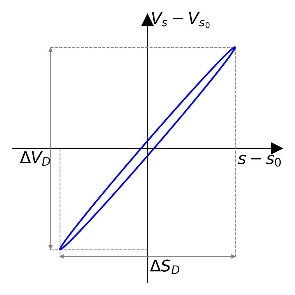 V_s − V_{s_0}
ΔV_D
s − s_0
ΔS_D